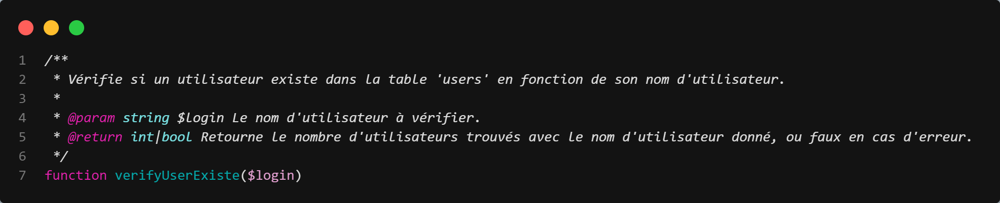 1 /**
2  * Vérifie si un utilisateur existe dans la table 'users' en fonction de son nom d'utilisateur.
3  *
4  * @param string $login Le nom d'utilisateur à vérifier.
5  * @return int|bool Retourne le nombre d'utilisateurs trouvés avec le nom d'utilisateur donné, ou faux en cas d'erreur.
6  */
7 function verifyUserExiste($login)